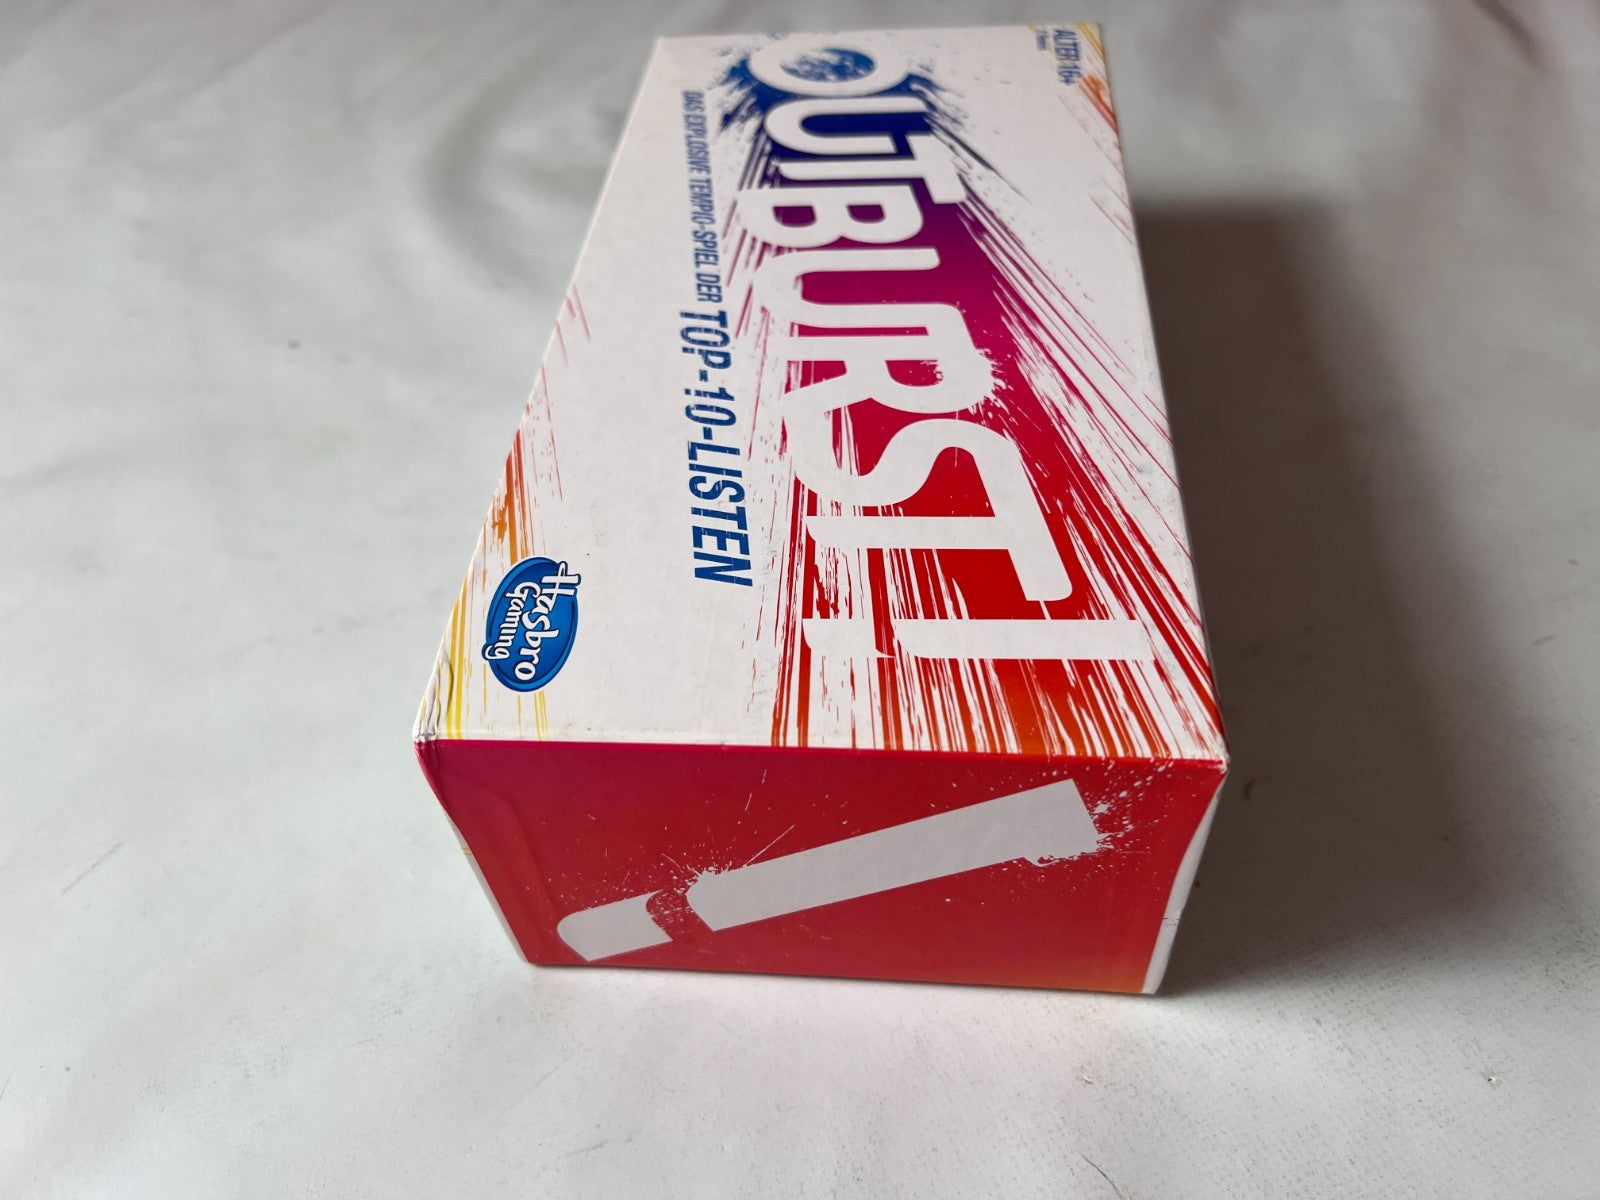 ALTER 16+
OUTBURST!
DAS EXPLOSIVE TEMPO-SPIEL DER TOP-10-LISTEN
Hasbro
Gaming